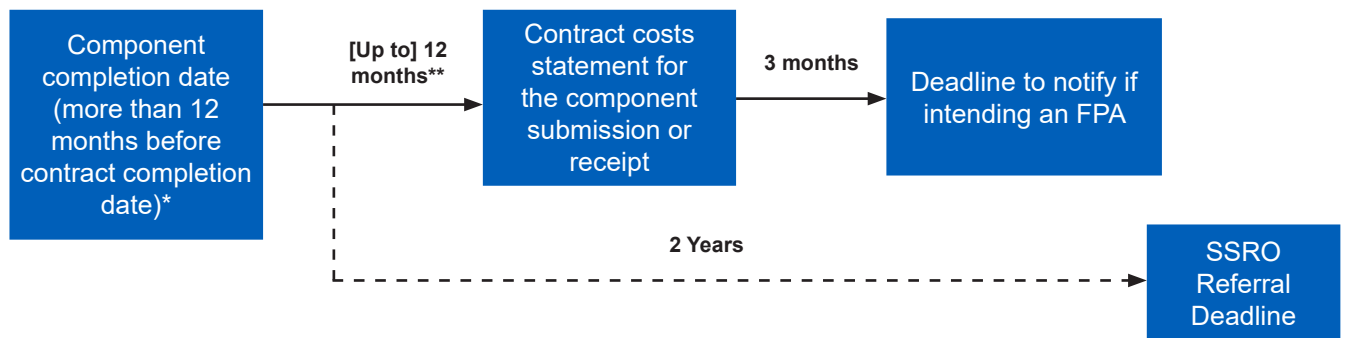 Component
completion date
(more than 12
months before
contract completion
date)*
[Up to] 12
months**
Contract costs
statement for
the component
submission or
receipt
3 months
Deadline to notify if
intending an FPA
2 Years
SSRO
Referral
Deadline